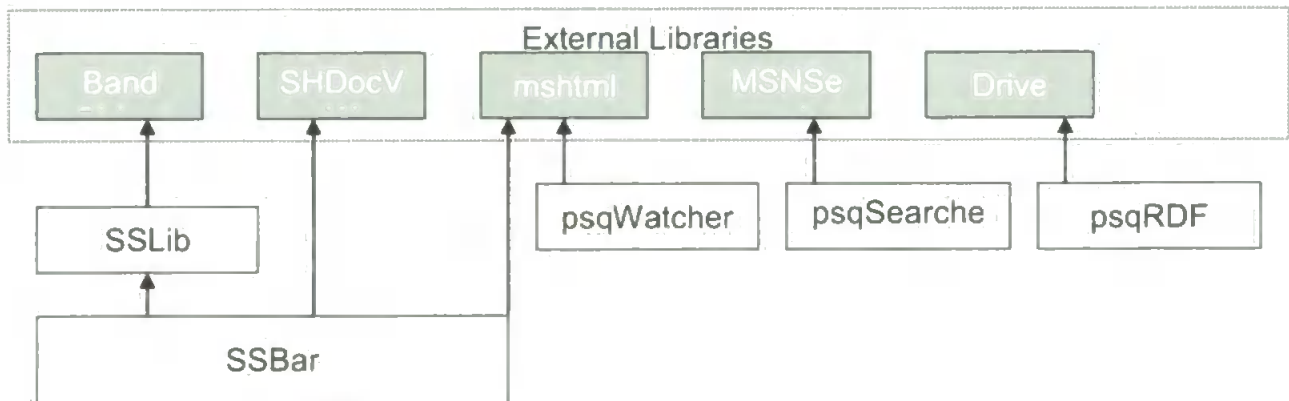 External Libraries
Band
SHDocV
mshtml
MSNSe
Drive
psqWatcher
psqSearche
psqRDF
SSLib
SSBar